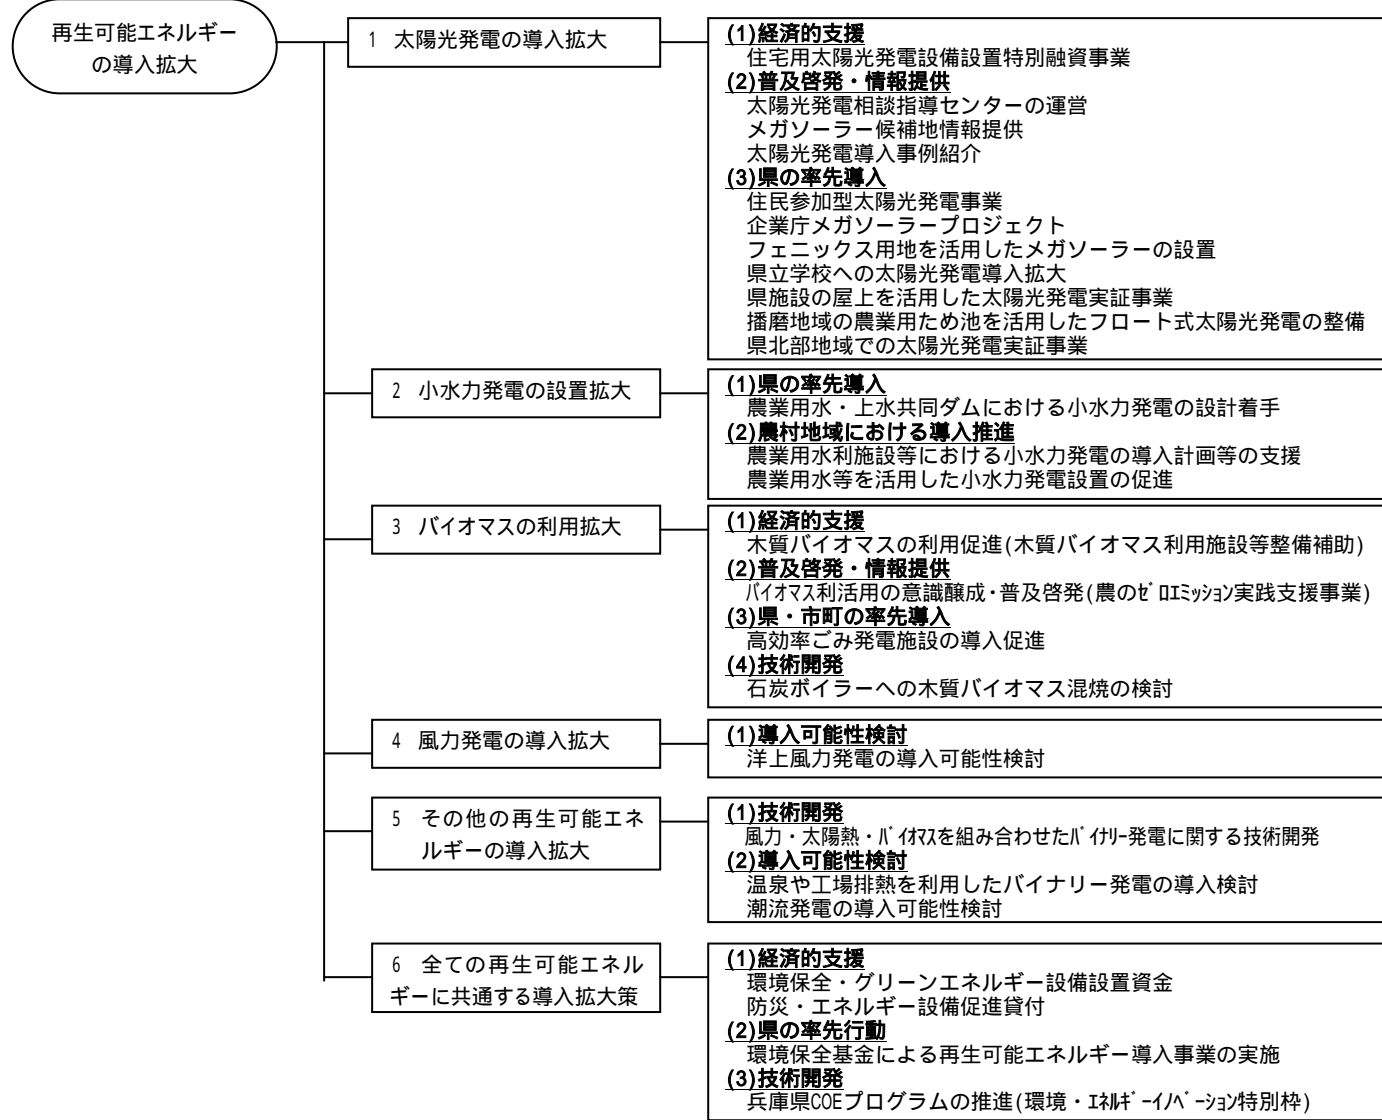 再生可能エネルギー
の導入拡大
1 太陽光発電の導入拡大
(1)経済的支援
住宅用太陽光発電設備設置特別融資事業
(2)普及啓発・情報提供
太陽光発電相談指導センターの運営
メガソーラー候補地情報提供
太陽光発電導入事例紹介
(3)県の率先導入
住民参加型太陽光発電事業
企業庁メガソーラープロジェクト
フェニックス用地を活用したメガソーラーの設置
県立学校への太陽光発電導入拡大
県施設の屋上を活用した太陽光発電実証事業
播磨地域の農業用ため池を活用したフロート式太陽光発電の整備
県北部地域での太陽光発電実証事業
2 小水力発電の設置拡大
(1)県の率先導入
農業用水・上水共同ダムにおける小水力発電の設計着手
(2)農村地域における導入推進
農業用水利施設等における小水力発電の導入計画等の支援
農業用水等を活用した小水力発電設置の促進
3 バイオマスの利用拡大
(1)経済的支援
木質バイオマスの利用促進(木質バイオマス利用施設等整備補助)
(2)普及啓発・情報提供
バイオマス利活用の意識醸成・普及啓発(農のゼロエミッション実践支援事業)
(3)県・市町の率先導入
高効率ごみ発電施設の導入促進
(4)技術開発
石炭ボイラーへの木質バイオマス混焼の検討
4 風力発電の導入拡大
(1)導入可能性検討
洋上風力発電の導入可能性検討
5 その他の再生可能エネ
ルギーの導入拡大
(1)技術開発
風力・太陽熱・バイオマスを組み合わせたバイナリー発電に関する技術開発
(2)導入可能性検討
温泉や工場排熱を利用したバイナリー発電の導入検討
潮流発電の導入可能性検討
6 全ての再生可能エネル
ギーに共通する導入拡大策
(1)経済的支援
環境保全・グリーンエネルギー設備設置資金
防災・エネルギー設備促進貸付
(2)県の率先行動
環境保全基金による再生可能エネルギー導入事業の実施
(3)技術開発
兵庫県COEプログラムの推進(環境・エネルギーイノベーション特別枠)